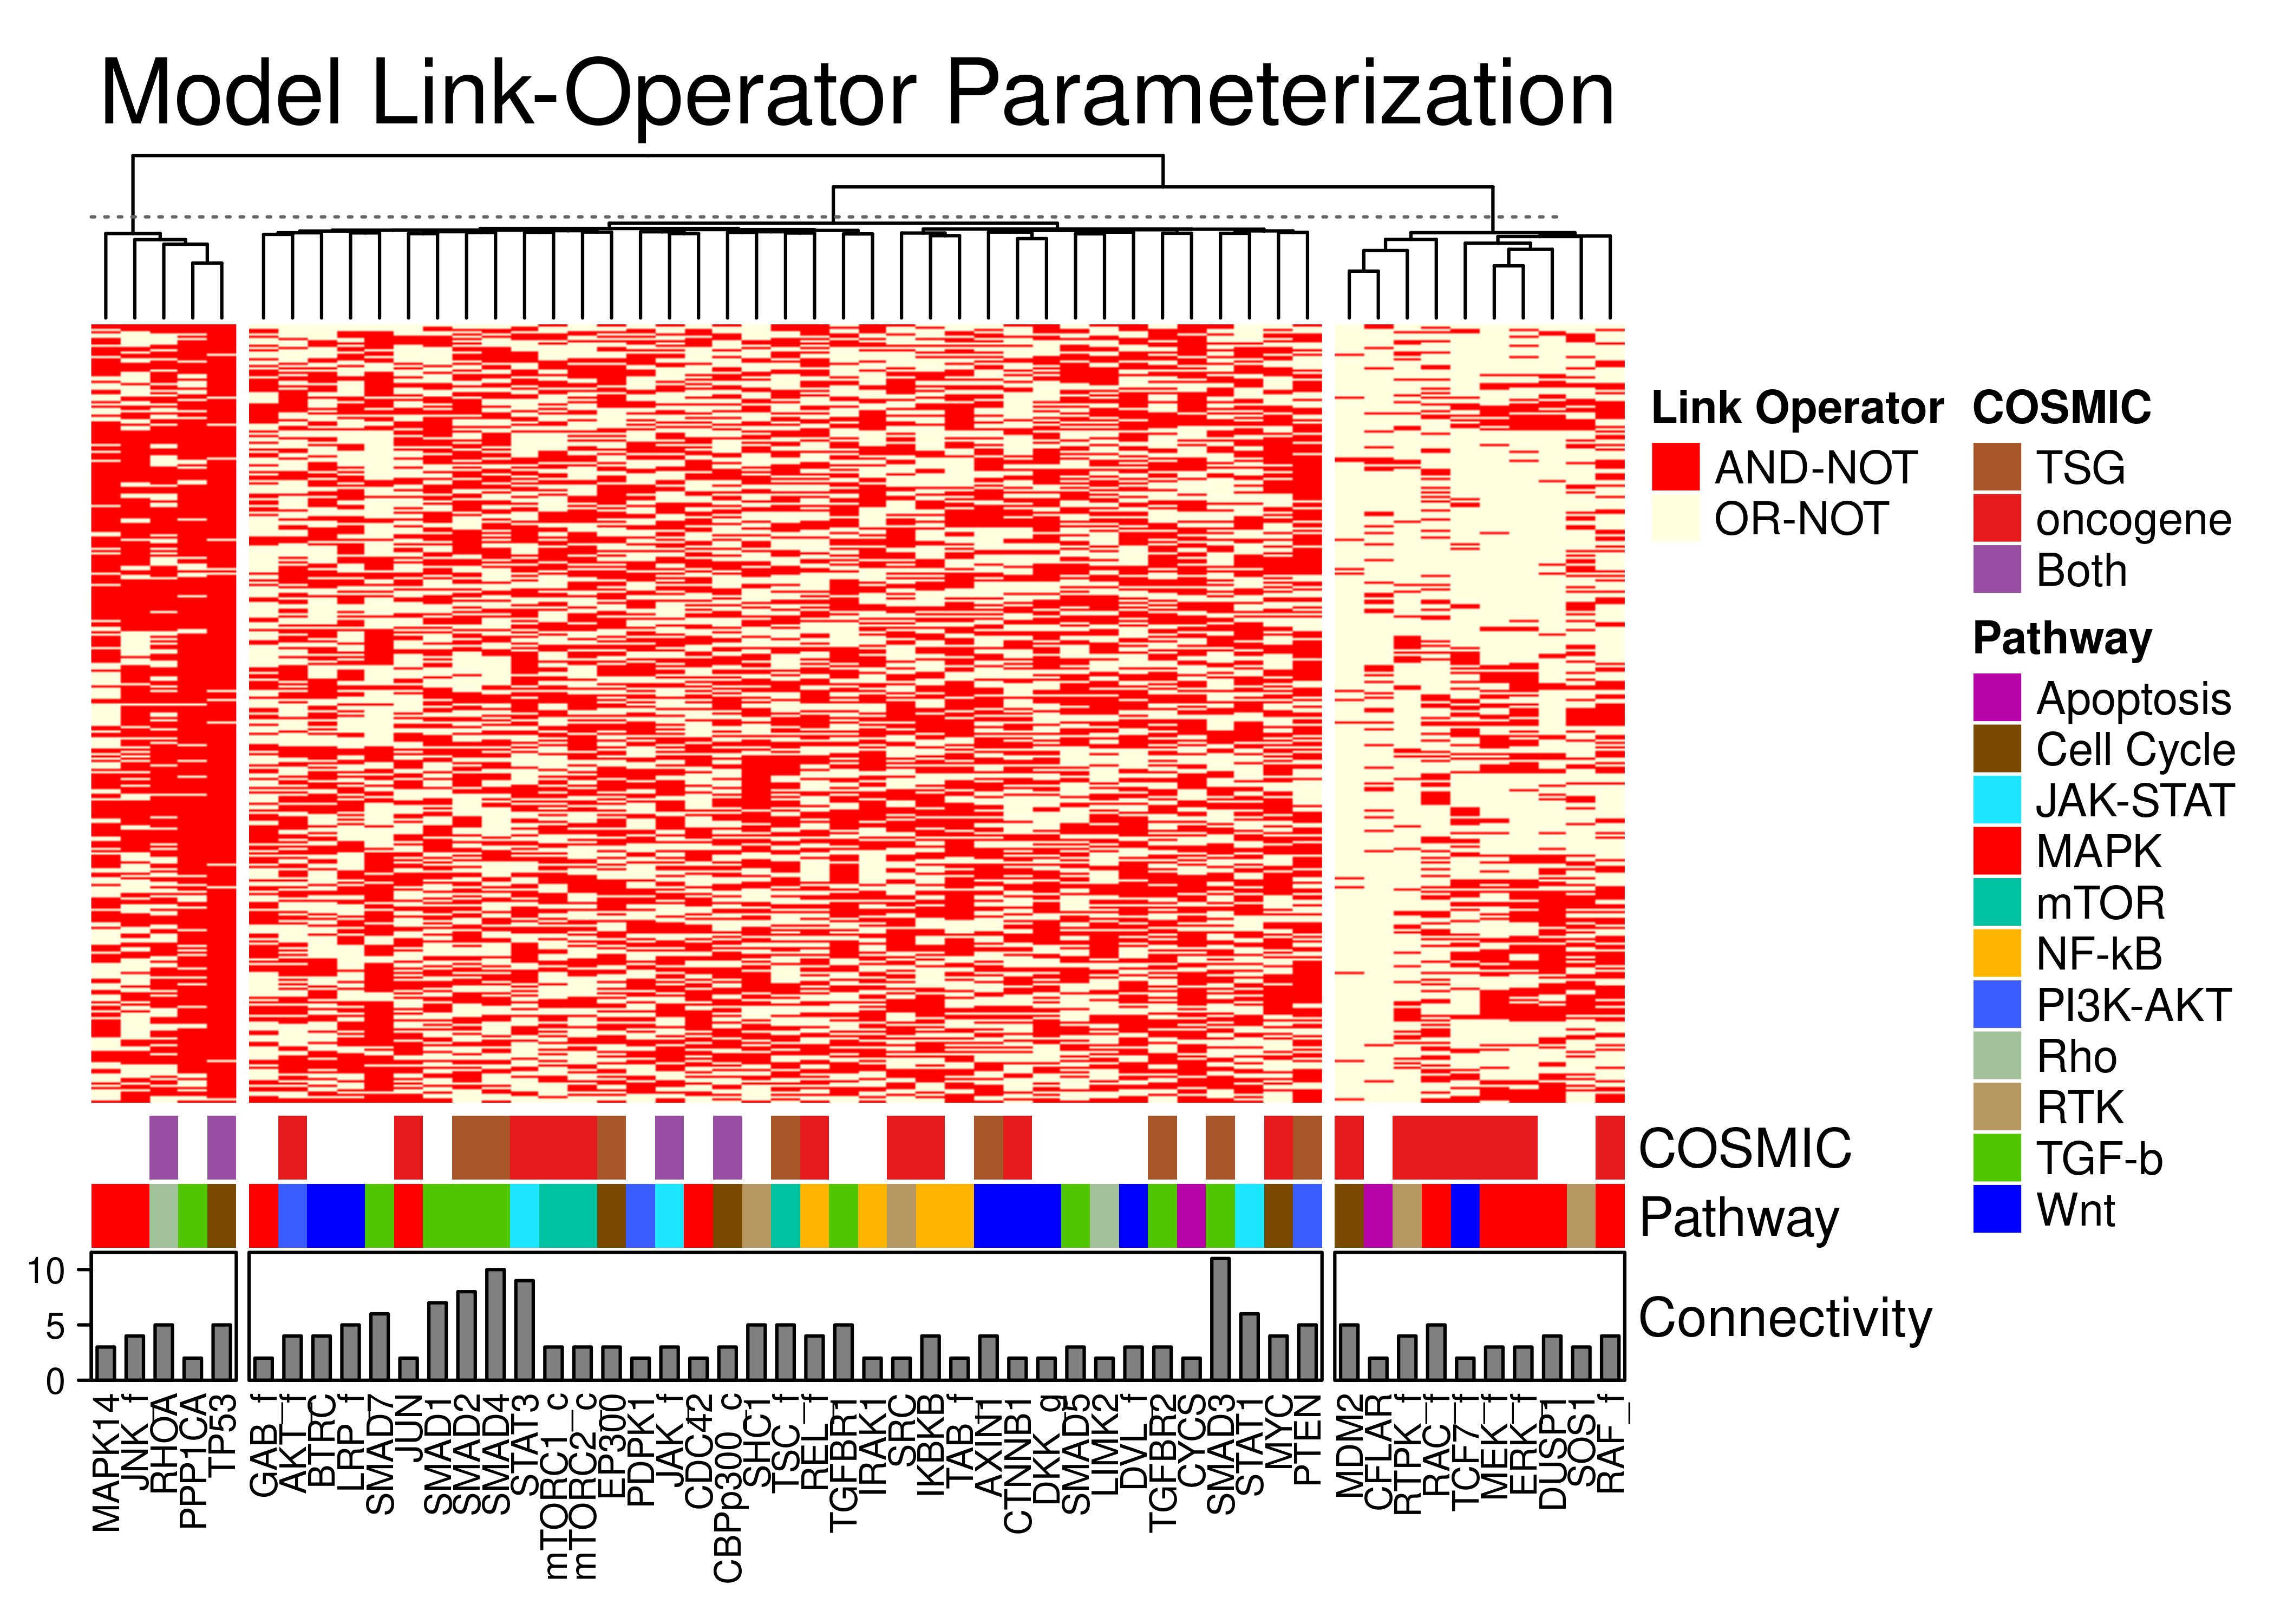 Model Link-Operator Parameterization
Link Operator
AND-NOT
OR-NOT
COSMIC
TSG
oncogene
Both
Pathway
Apoptosis
Cell Cycle
JAK-STAT
MAPK
mTOR
NF-kB
PI3K-AKT
Rho
RTK
TGF-b
Wnt
COSMIC
Pathway
Connectivity
10
5
0
MAPK14
JNK_f
RHOA
PPP1CA
TP53
GAB_f
AKT_f
BTRC
LRP_f
SMAD7
JUN
SMAD1
SMAD2
SMAD4
STAT3
mTORC1_c
mTORC2_c
EP300
PDPK1
JAK_f
CDC42
CBPp300_c
SHC1
TSC_f
REL_f
TGFBR1
IRAK1
SRC
IKBKB
TAB_f
AXIN1
CTNNB1
DKK_g
SMAD5
LIMK2
DVL_f
TGFBR2
CYCS
SMAD3
STAT1
MYC
PTEN
MDM2
CFLAR
RTPK_f
RAC_f
TCF7_f
MEK_f
ERK_f
DUSP1
SOS1
RAF_f